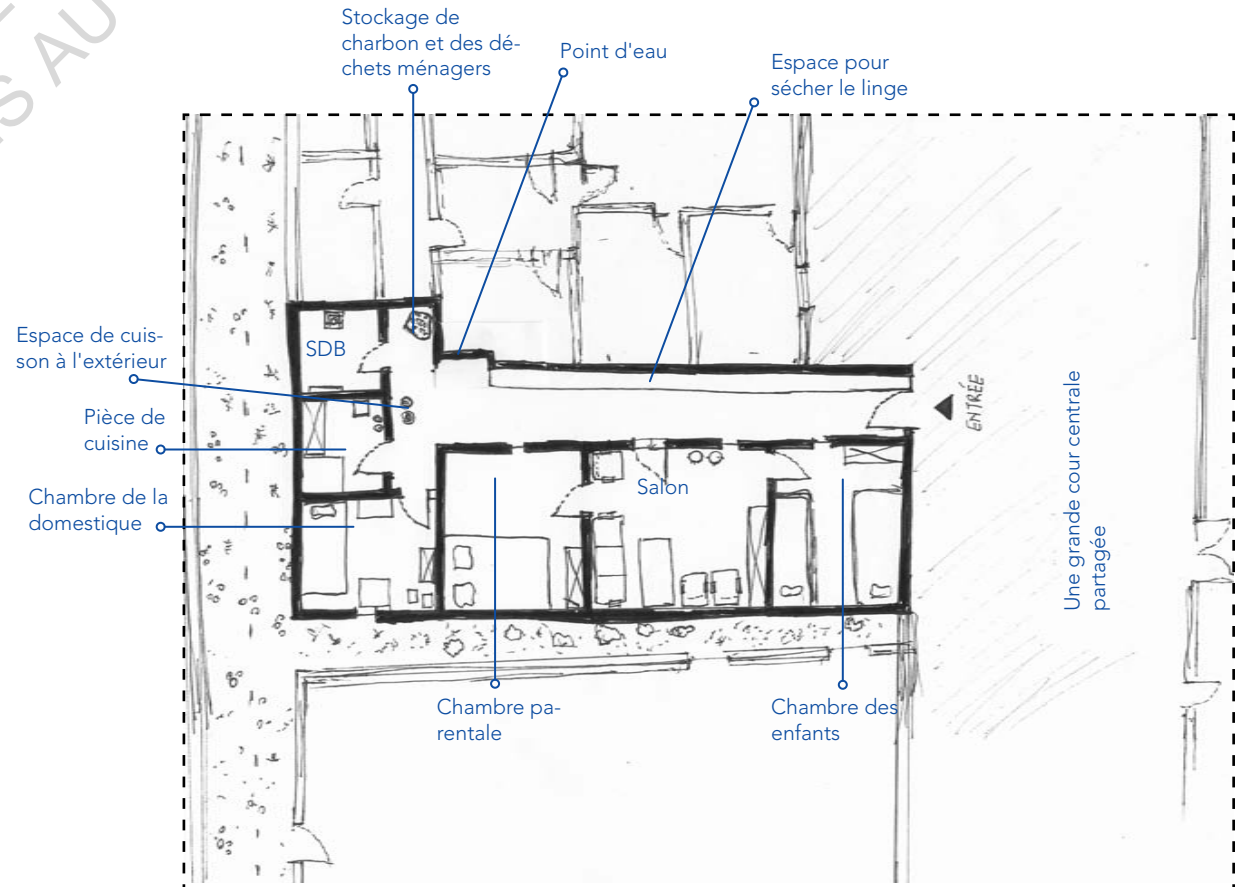 S AU
Stockage de
charbon et des dé-
chets ménagers
Point d'eau
Espace pour
sécher le linge
Espace de cuis-
son à l'extérieur
SDB
Pièce de
cuisine
Chambre de la
domestique
Salon
ENTRÉE
Une grande cour centrale
partagée
Chambre pa-
rentale
Chambre des
enfants